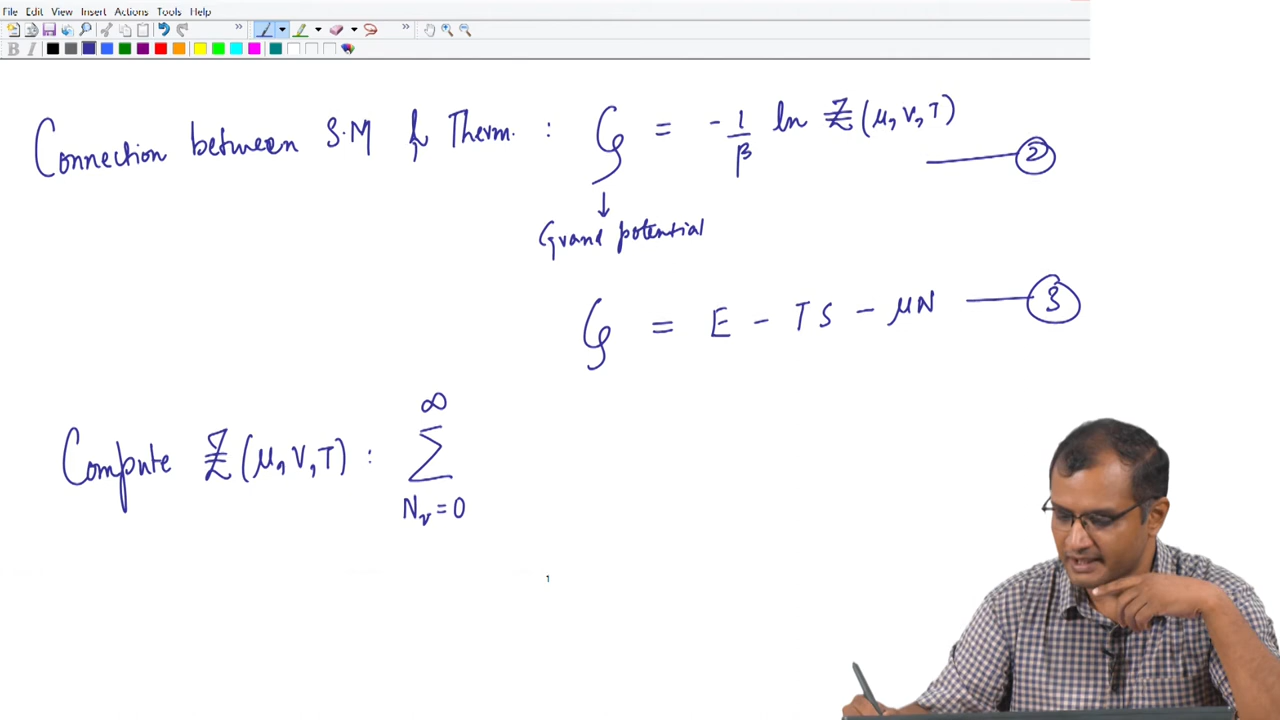 File Edit View Insert Actions Tools Help
B I
Connection between S.M & Therm. : G = - 1/β ln Z(μ, V, T) — 2
↓
Grand potential
G = E - TS - μN — 3
Compute Z(μ, V, T) : ∑_{N_ν=0}^{∞}
1